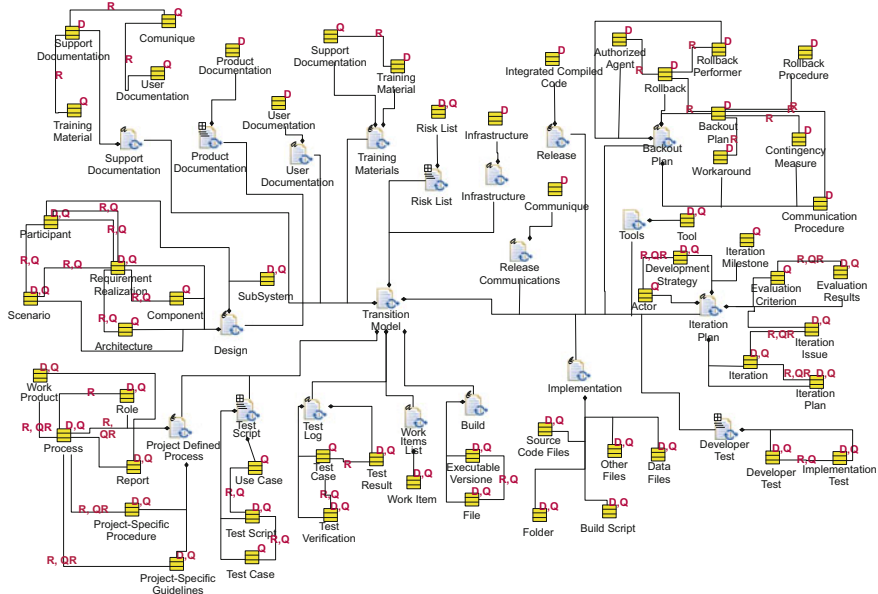 R
Q
D
Support
Documentation
Comunique
R
R
Q
User
Documentation
Q
Training
Material
Support
Documentation
D
Product
Documentation
Product
Documentation
D
User
Documentation
User
Documentation
Q
Support
Documentation
R
D
Training
Material
Training
Materials
D, Q
Risk List
Risk List
D
Infrastructure
Infrastructure
D
Integrated Compiled
Code
Release
D
Communique
Release
Communications
D
Authorized
Agent
R
R
D
Rollback
Performer
D
Rollback
R
R
D
Rollback
Procedure
D
Backout
Plan
R
Backout
Plan
R
D
Workaround
D
Contingency
Measure
D
Communication
Procedure
Tools
D,Q
Tool
R,Q
D,Q
Participant
R,Q
R,Q
R,Q
D,Q
Requirement
Realization
R,Q
D,Q
Scenario
R,Q
Q
Component
D,Q
Architecture
D,Q
SubSystem
Design
Transition
Model
Q
Iteration
Milestone
R,QR
D,Q
Development
Strategy
Q
Actor
Iteration
Plan
R,QR
Q
Evaluation
Criterion
D,Q
Evaluation
Results
D,Q
Iteration
Issue
R,QR
D,Q
Iteration
R,QR
D,Q
Iteration
Plan
D,Q
Work
Product
R
D,Q
Role
R, QR
D,Q
Process
R,
QR
Project Defined
Process
D,Q
Report
R, QR
D,Q
Project-Specific
Procedure
R, QR
D,Q
Project-Specific
Guidelines
Test
Script
Q
Use Case
R,Q
D,Q
Test Script
R,Q
Q
Test Case
Test
Log
Q
Test
Case
R
D,Q
Test
Result
R,Q
D,Q
Test
Verification
Work
Items
List
D,Q
Work Item
Build
D,Q
Executable
Versione
R,Q
D,Q
File
Implementation
D,Q
Source
Code Files
D,Q
Other
Files
D,Q
Data
Files
D,Q
Folder
D,Q
Build Script
Developer
Test
D,Q
Developer
Test
R,Q
D,Q
Implementation
Test